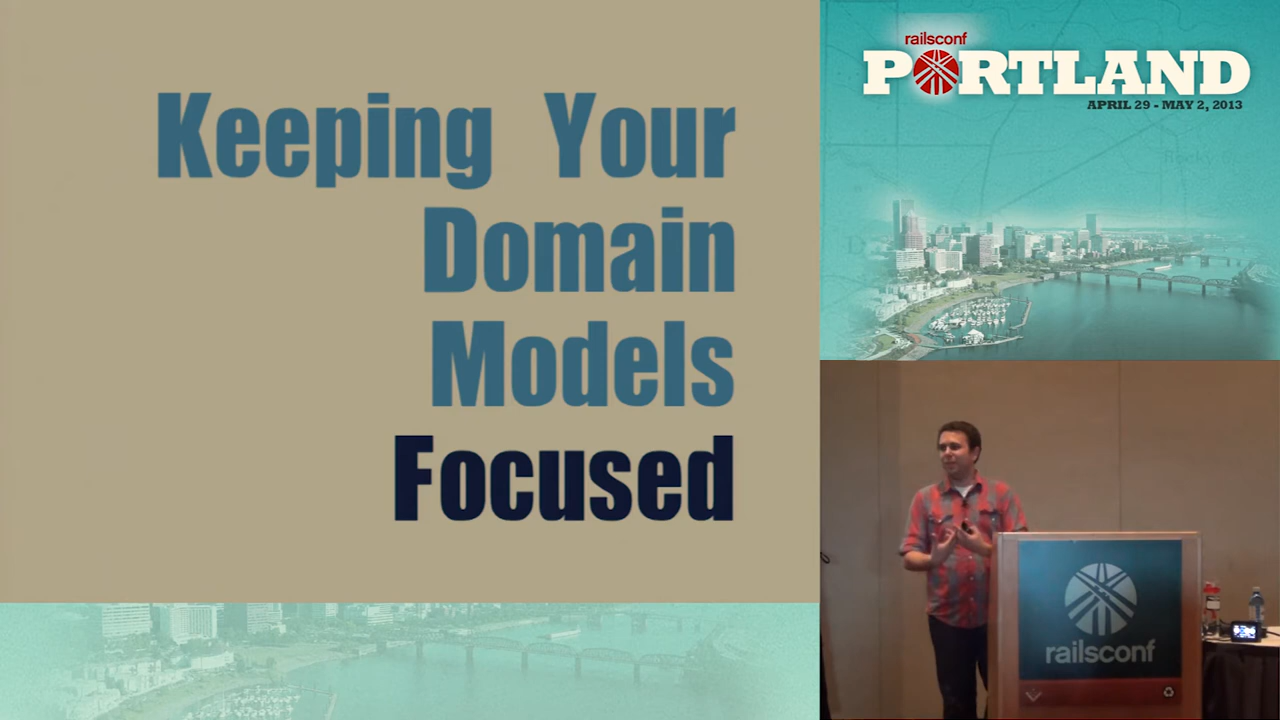 Keeping Your
Domain
Models
Focused
railsconf
PORTLAND
APRIL 29 - MAY 2, 2013
railsconf